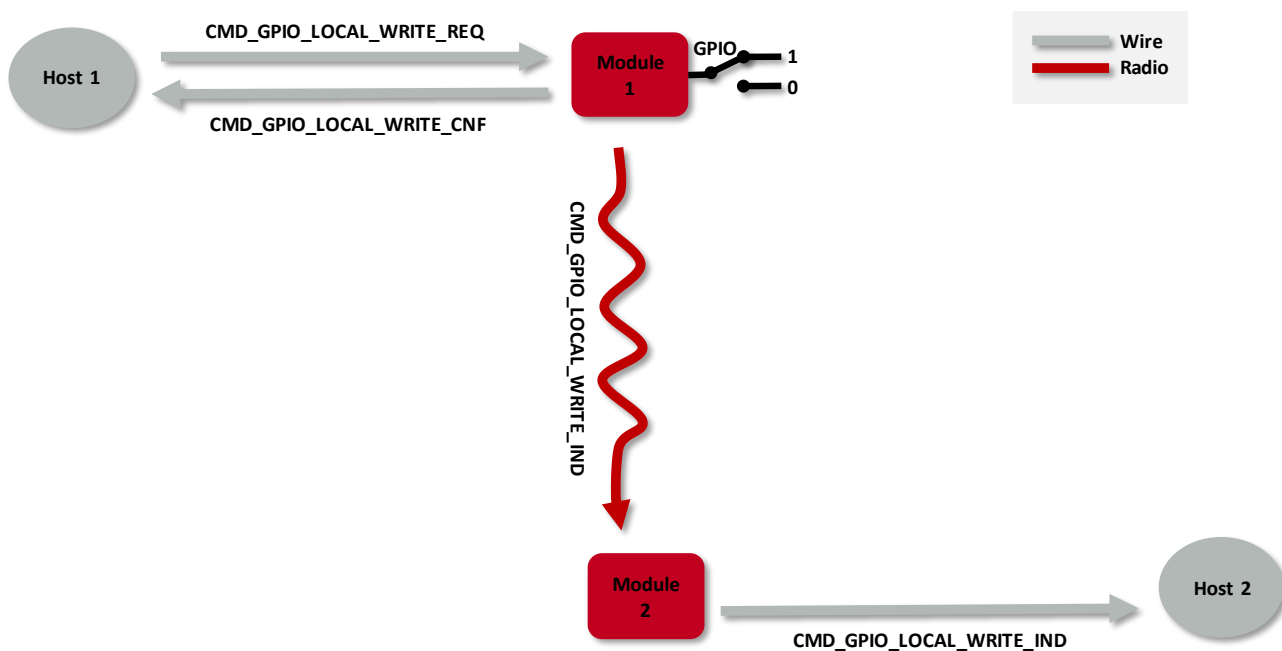 CMD_GPIO_LOCAL_WRITE_REQ
Host 1
CMD_GPIO_LOCAL_WRITE_CNF
Module
1
GPIO
1
0
Wire
Radio
CMD_GPIO_LOCAL_WRITE_IND
Module
2
CMD_GPIO_LOCAL_WRITE_IND
Host 2